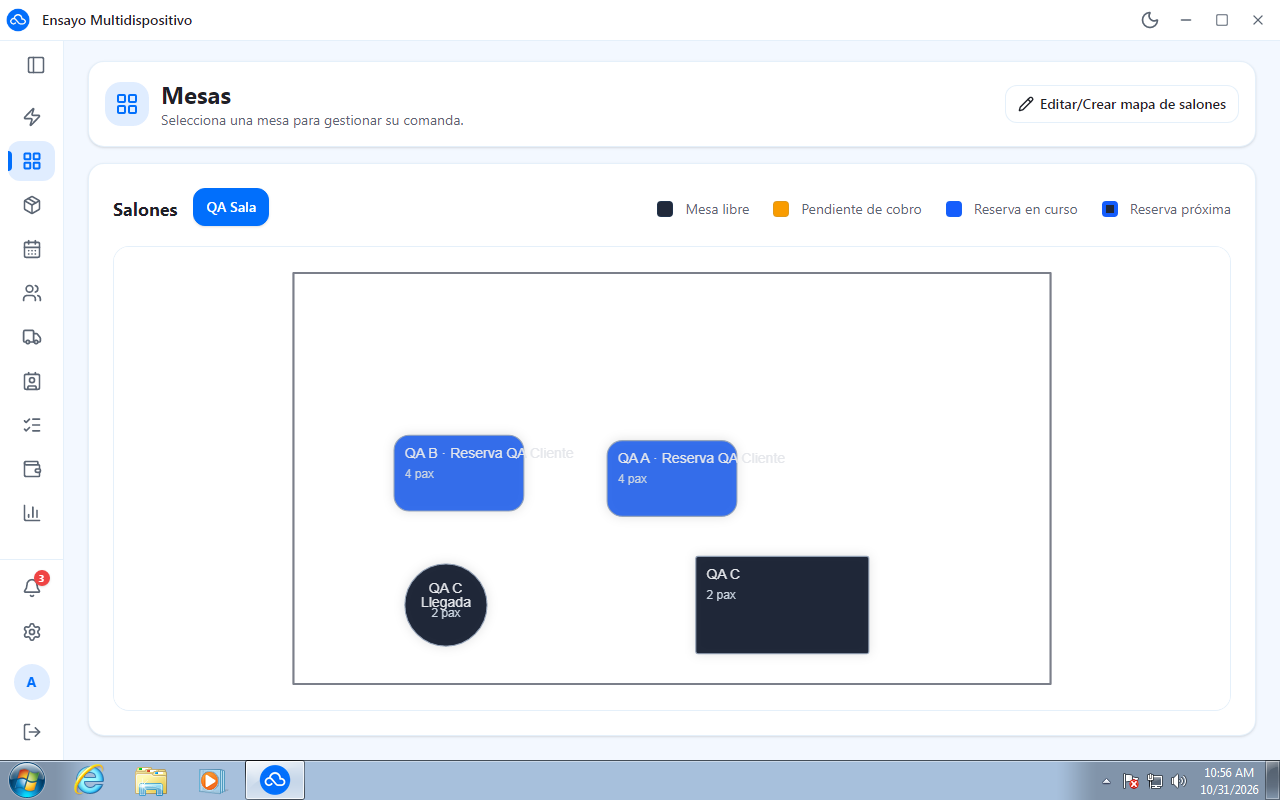 Ensayo Multidispositivo
Mesas
Selecciona una mesa para gestionar su comanda.
Editar/Crear mapa de salones
Salones
QA Sala
Mesa libre
Pendiente de cobro
Reserva en curso
Reserva próxima
QA B · Reserva QA Cliente
4 pax
QA A · Reserva QA Cliente
4 pax
QA C
Llegada
2 pax
QA C
2 pax
3
A
10:56 AM
10/31/2026